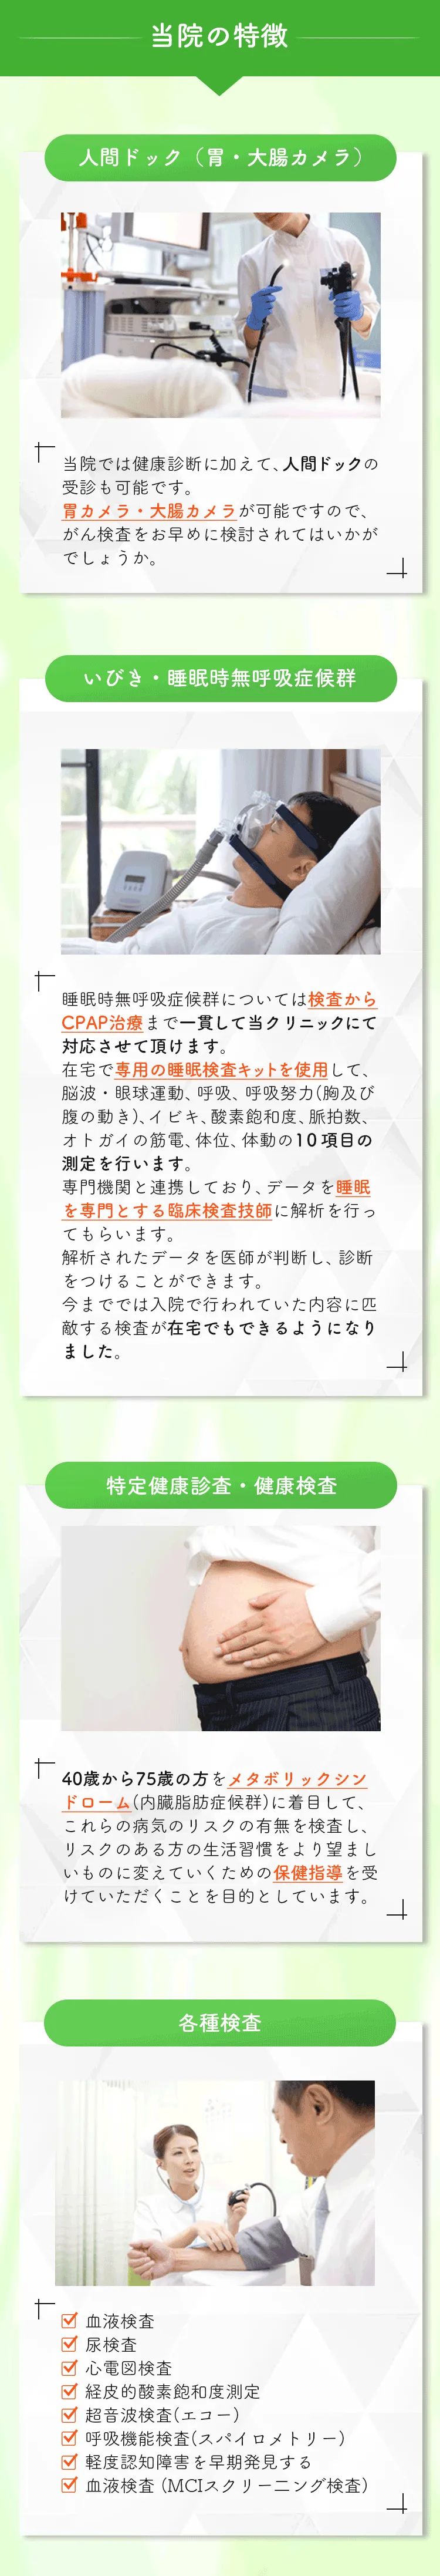 当院の特徴
人間ドック（胃・大腸カメラ）
当院では健康診断に加えて、人間ドックの
受診も可能です。
胃カメラ・大腸カメラが可能ですので、
がん検査をお早めに検討されてはいかが
でしょうか。
いびき・睡眠時無呼吸症候群
睡眠時無呼吸症候群については検査から
CPAP治療まで一貫して当クリニックにて
対応させて頂けます。
在宅で専用の睡眠検査キットを使用して、
脳波・眼球運動、呼吸、呼吸努力(胸及び
腹の動き)、イビキ、酸素飽和度、脈拍数、
オトガイの筋電、体位、体動の10項目の
測定を行います。
専門機関と連携しており、データを睡眠
を専門とする臨床検査技師に解析を行っ
てもらいます。
解析されたデータを医師が判断し、診断
をつけることができます。
今まででは入院で行われていた内容に匹
敵する検査が在宅でもできるようになり
ました。
特定健康診査・健康検査
40歳から75歳の方をメタボリックシン
ドローム(内臓脂肪症候群)に着目して、
これらの病気のリスクの有無を検査し、
リスクのある方の生活習慣をより望まし
いものに変えていくための保健指導を受
けていただくことを目的としています。
各種検査
血液検査
尿検査
心電図検査
経皮的酸素飽和度測定
超音波検査(エコー)
呼吸機能検査(スパイロメトリー)
軽度認知障害を早期発見する
血液検査 (MCIスクリーニング検査)